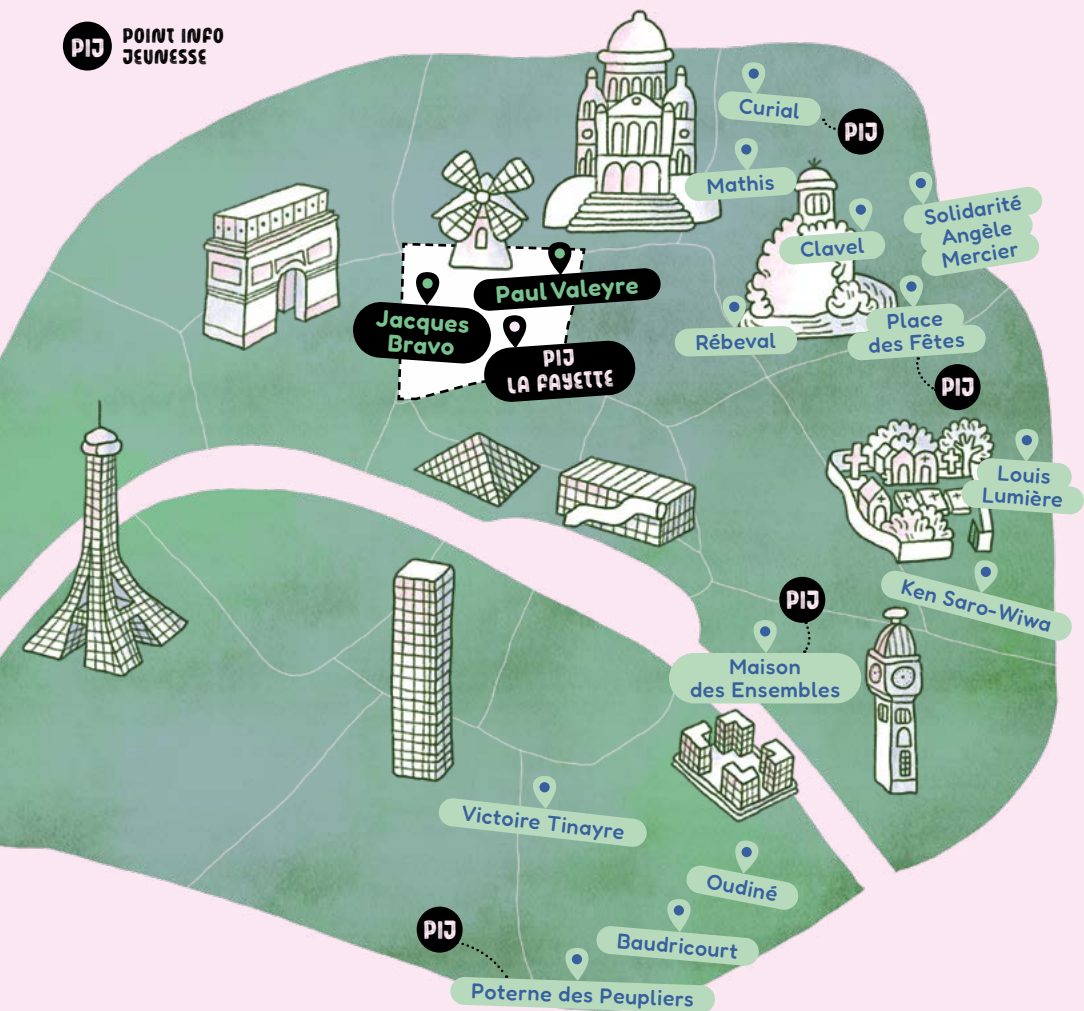 PIJ
POINT INFO
JEUNESSE
Curial
PIJ
Mathis
Solidarité
Angèle
Mercier
Clavel
Paul Valeyre
Jacques
Bravo
PIJ
LA FAYETTE
Rébeval
Place
des Fêtes
PIJ
Louis
Lumière
Ken Saro-Wiwa
PIJ
Maison
des Ensembles
Victoire Tinayre
Oudiné
Baudricourt
PIJ
Poterne des Peupliers